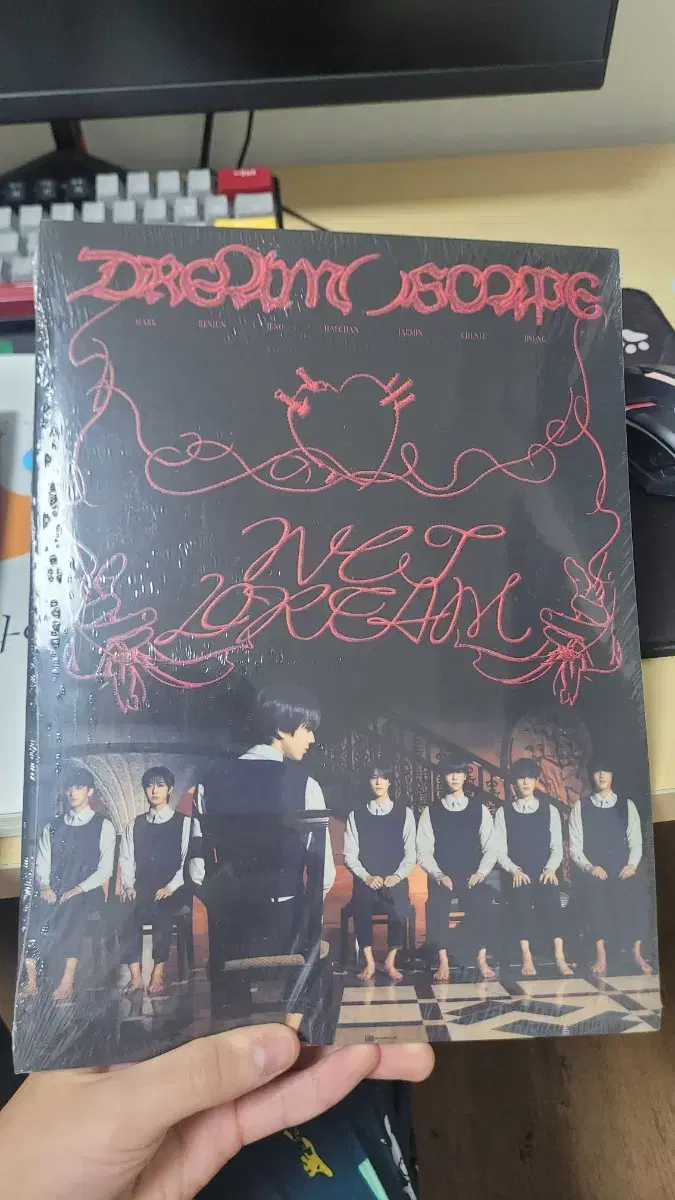 DREAM()SCAPE
MARK RENJUN JENO HAECHAN JAEMIN CHENLE JISUNG
NCT
DREAM